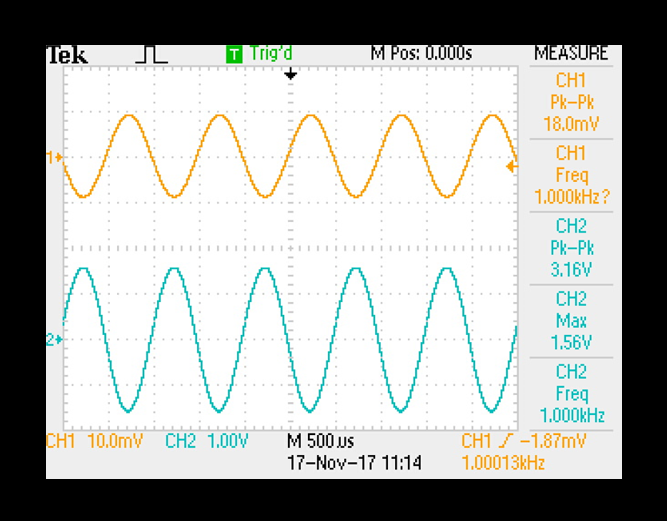 Tek T Trig'd M Pos: 0.000s MEASURE
CH1
Pk-Pk
18.0mV
1
CH1
Freq
1.000kHz?
CH2
Pk-Pk
3.16V
CH2
Max
1.56V
2
CH2
Freq
1.000kHz
CH1 10.0mV CH2 1.00V M 500µs CH1 -1.87mV
17-Nov-17 11:14 1.00013kHz